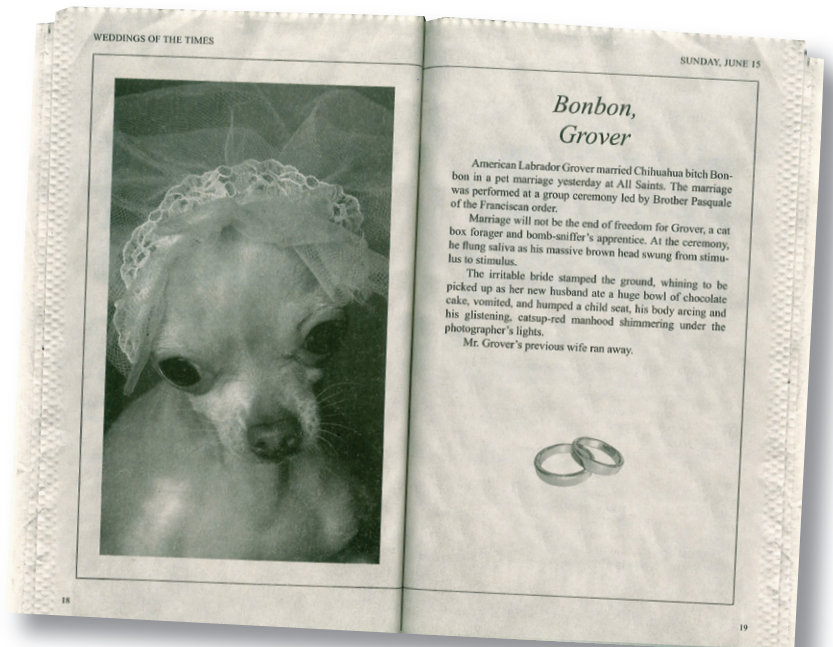 WEDDINGS OF THE TIMES
18
SUNDAY, JUNE 15
Bonbon,
Grover
American Labrador Grover married Chihuahua bitch Bon-
bon in a pet marriage yesterday at All Saints. The marriage
was performed at a group ceremony led by Brother Pasquale
of the Franciscan order.
Marriage will not be the end of freedom for Grover, a cat
box forager and bomb-sniffer's apprentice. At the ceremony,
he flung saliva as his massive brown head swung from stimu-
lus to stimulus.
The irritable bride stamped the ground, whining to be
picked up as her new husband ate a huge bowl of chocolate
cake, vomited, and humped a child seat, his body arcing and
his glistening, catsup-red manhood shimmering under the
photographer's lights.
Mr. Grover's previous wife ran away.
19